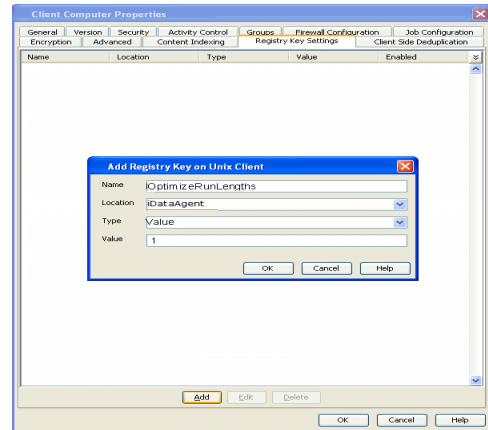 Client Computer Properties
General Version Security Activity Control Groups Firewall Configuration Job Configuration
Encryption Advanced Content Indexing Registry Key Settings Client Side Deduplication
Name Location Type Value Enabled
Add Registry Key on Unix Client
Name OptimizeRunLengths
Location iDataAgent
Type Value
Value 1
OK Cancel Help
Add Edit Delete
OK Cancel Help